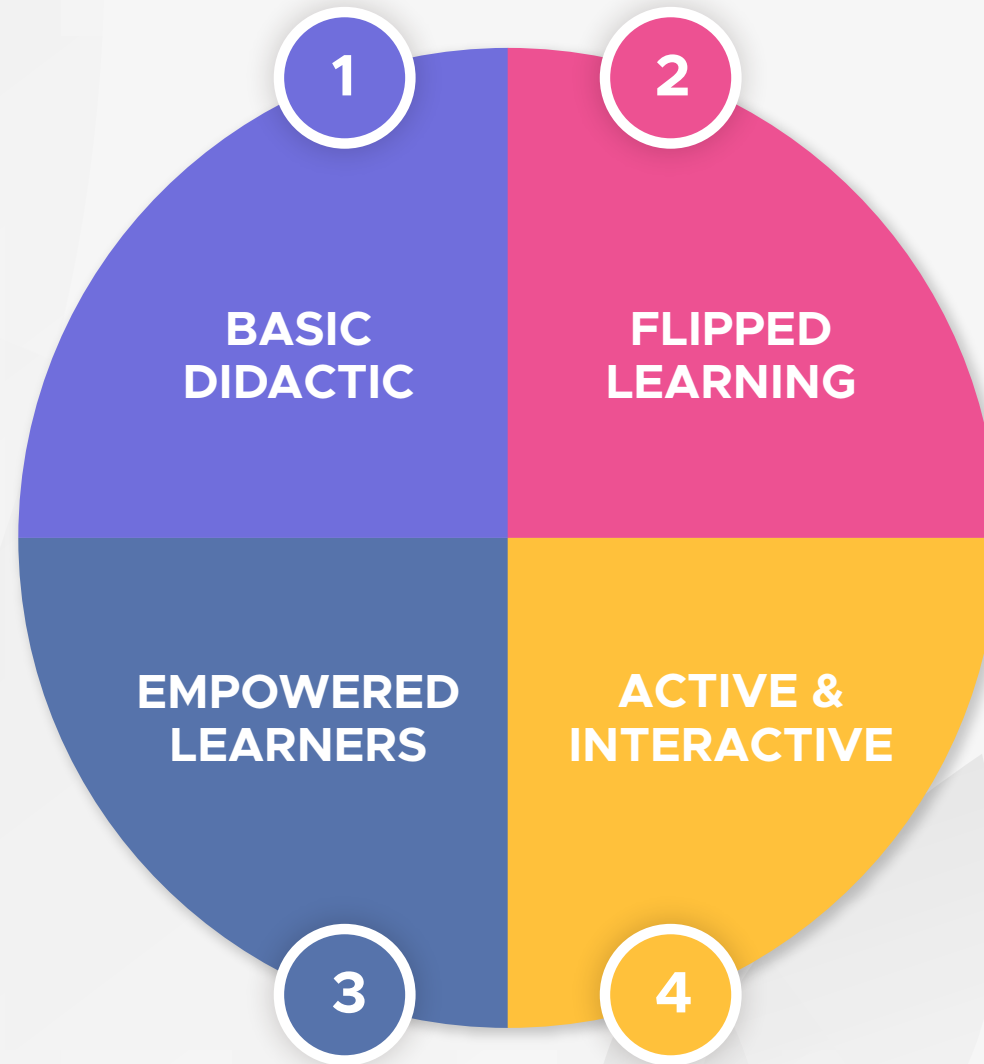 1
2
BASIC
DIDACTIC
FLIPPED
LEARNING
EMPOWERED
LEARNERS
ACTIVE &
INTERACTIVE
3
4